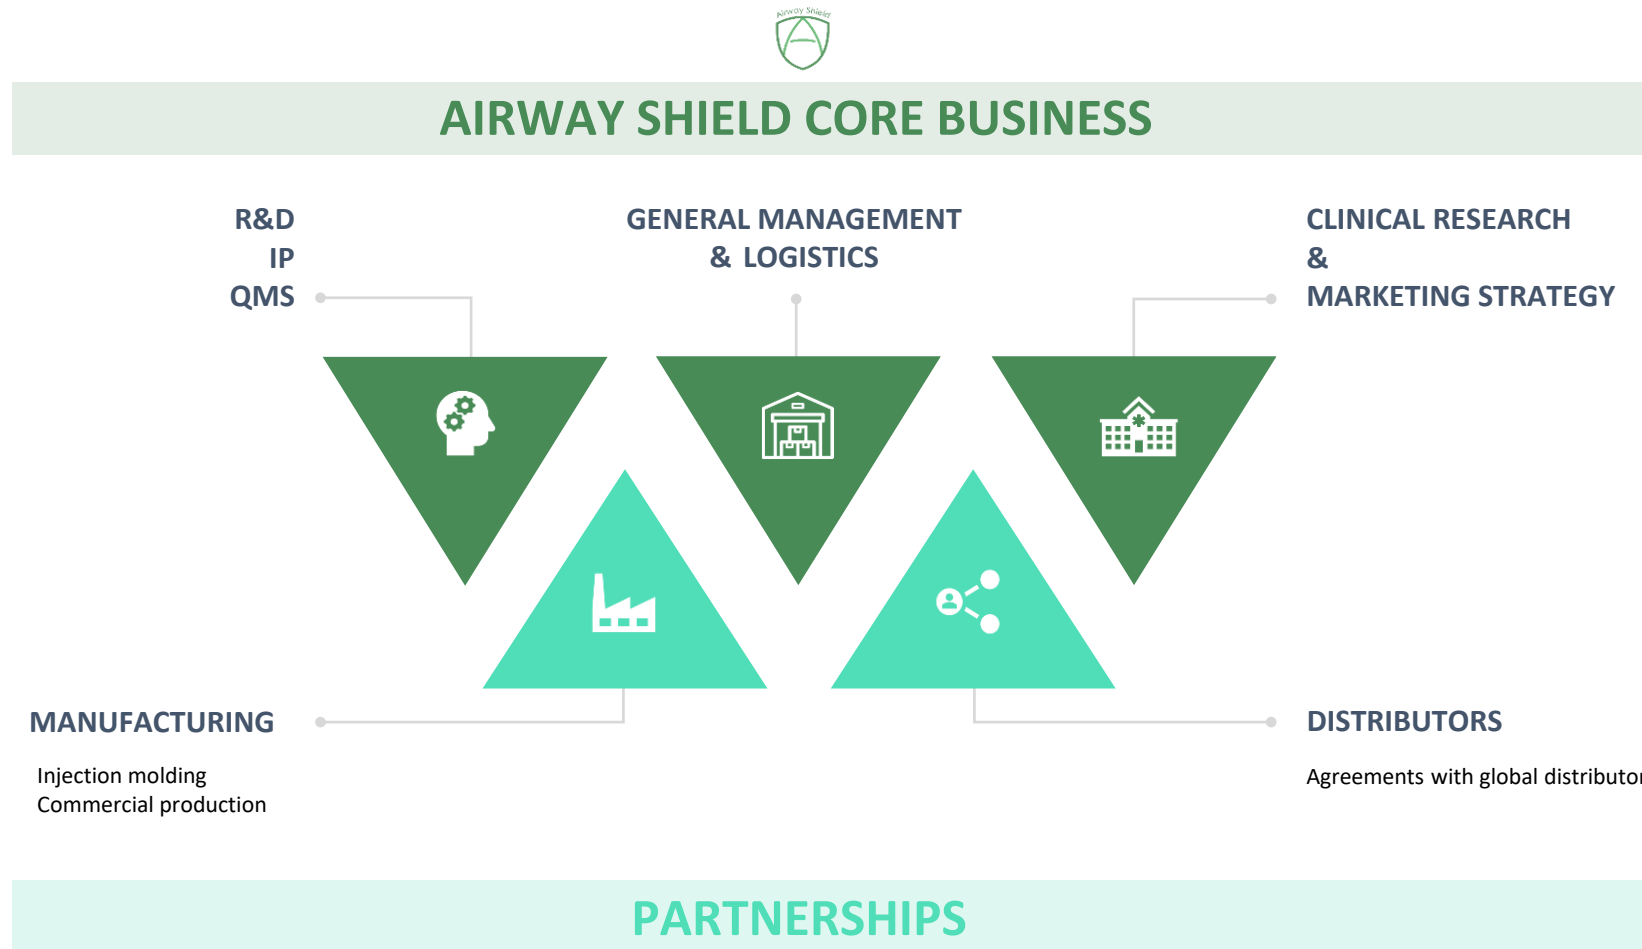 Airway Shield
AIRWAY SHIELD CORE BUSINESS
R&D
IP
QMS
GENERAL MANAGEMENT
& LOGISTICS
CLINICAL RESEARCH
&
MARKETING STRATEGY
MANUFACTURING
Injection molding
Commercial production
DISTRIBUTORS
Agreements with global distributor
PARTNERSHIPS